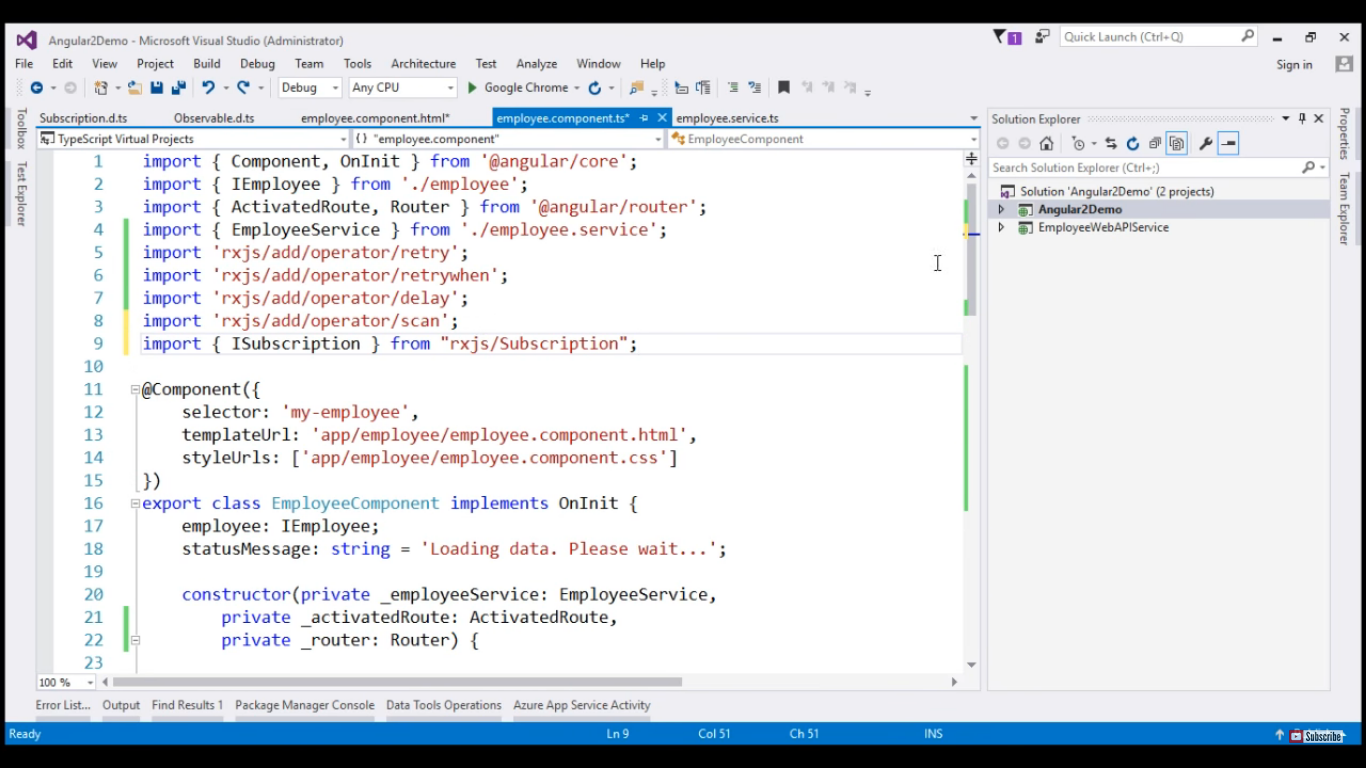 Angular2Demo - Microsoft Visual Studio (Administrator)
1
Quick Launch (Ctrl+Q)
File Edit View Project Build Debug Team Tools Architecture Test Analyze Window Help
Sign in
Debug Any CPU Google Chrome
Toolbox
Test Explorer
Subscription.d.ts Observable.d.ts employee.component.html* employee.component.ts* employee.service.ts
TypeScript Virtual Projects {} "employee.component" EmployeeComponent
1 import { Component, OnInit } from '@angular/core';
2 import { IEmployee } from './employee';
3 import { ActivatedRoute, Router } from '@angular/router';
4 import { EmployeeService } from './employee.service';
5 import 'rxjs/add/operator/retry';
6 import 'rxjs/add/operator/retrywhen';
7 import 'rxjs/add/operator/delay';
8 import 'rxjs/add/operator/scan';
9 import { ISubscription } from "rxjs/Subscription";
10
11 @Component({
12 selector: 'my-employee',
13 templateUrl: 'app/employee/employee.component.html',
14 styleUrls: ['app/employee/employee.component.css']
15 })
16 export class EmployeeComponent implements OnInit {
17 employee: IEmployee;
18 statusMessage: string = 'Loading data. Please wait...';
19
20 constructor(private _employeeService: EmployeeService,
21 private _activatedRoute: ActivatedRoute,
22 private _router: Router) {
23
100 %
Solution Explorer
Search Solution Explorer (Ctrl+;)
Solution 'Angular2Demo' (2 projects)
Angular2Demo
EmployeeWebAPIService
Properties
Team Explorer
Error List... Output Find Results 1 Package Manager Console Data Tools Operations Azure App Service Activity
Ready Ln 9 Col 51 Ch 51 INS
Subscribe